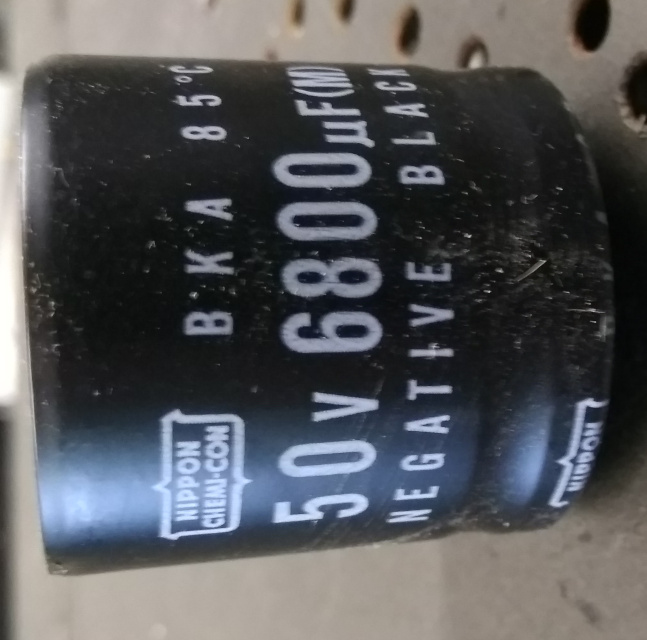 NIPPON
CHEMI-CON
BKA 85°C
50V 6800µF(M)
NEGATIVE BLACK
NIPPON